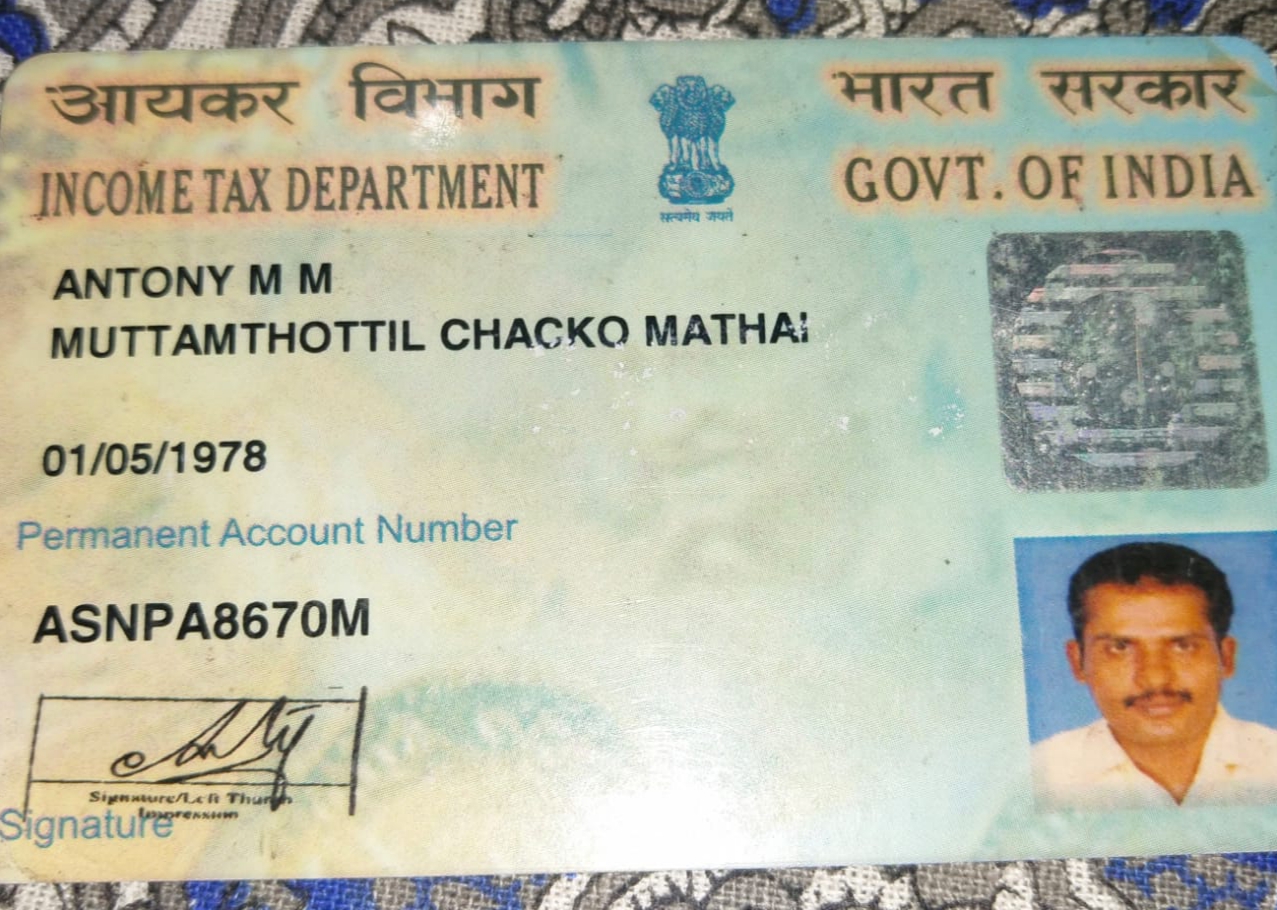 आयकर विभाग
INCOME TAX DEPARTMENT
सत्यमेव जयते
भारत सरकार
GOVT. OF INDIA
ANTONY M M
MUTTAMTHOTTIL CHACKO MATHAI
01/05/1978
Permanent Account Number
ASNPA8670M
Signature/Left Thumb
Impression
Signature